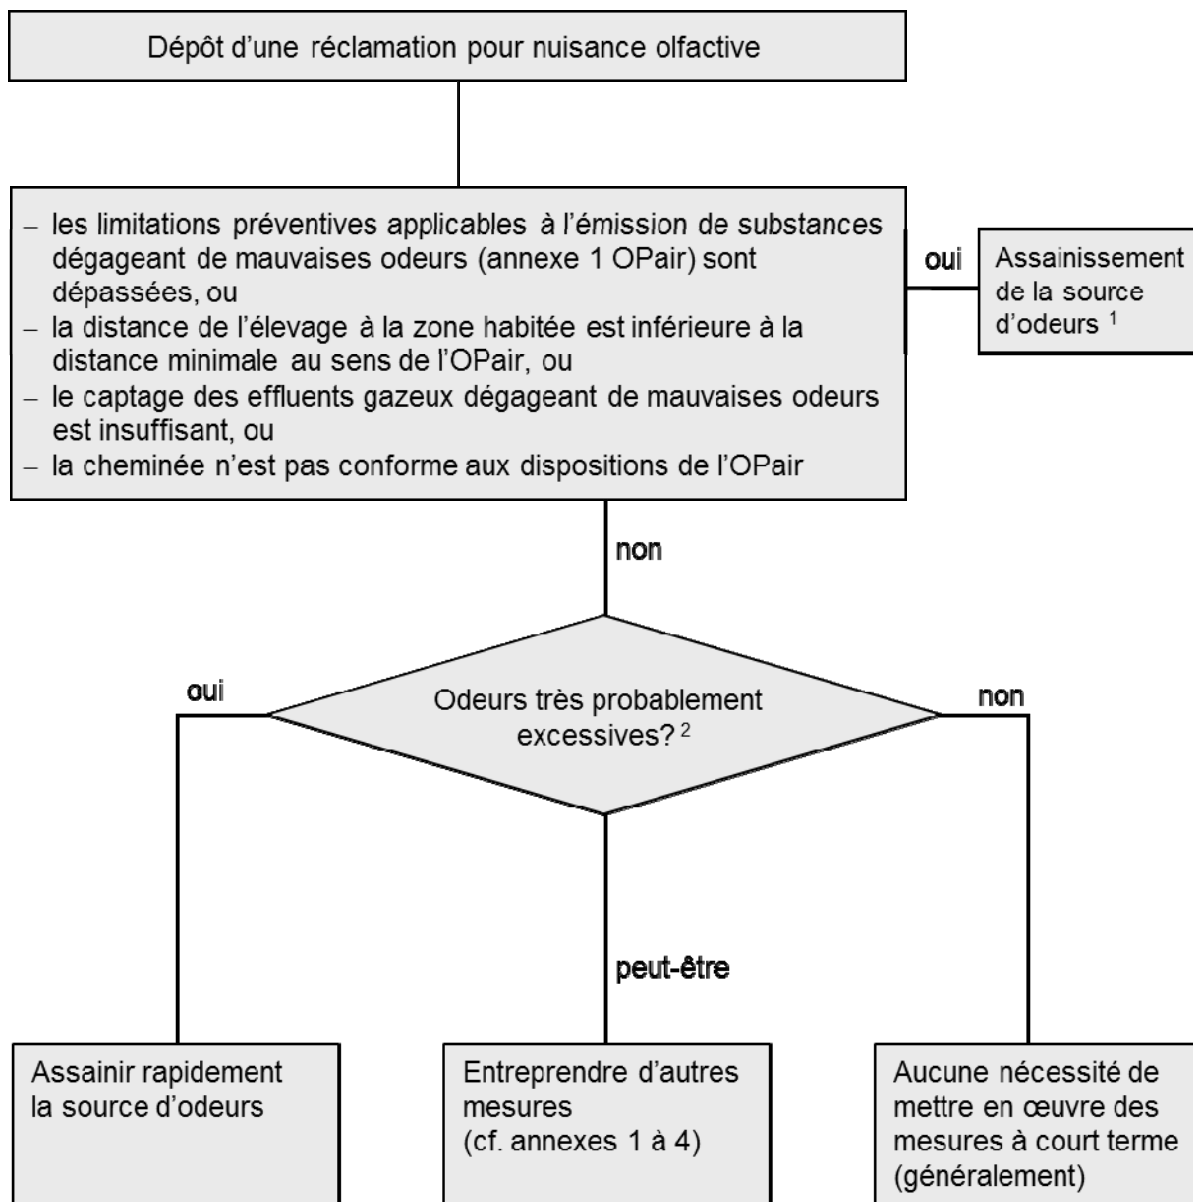 Dépôt d’une réclamation pour nuisance olfactive
– les limitations préventives applicables à l’émission de substances
dégageant de mauvaises odeurs (annexe 1 OPair) sont
dépassées, ou
– la distance de l’élevage à la zone habitée est inférieure à la
distance minimale au sens de l’OPair, ou
– le captage des effluents gazeux dégageant de mauvaises odeurs
est insuffisant, ou
– la cheminée n’est pas conforme aux dispositions de l’OPair
oui
Assainissement
de la source
d’odeurs ¹
non
oui
Odeurs très probablement
excessives? ²
non
peut-être
Assainir rapidement
la source d’odeurs
Entreprendre d’autres
mesures
(cf. annexes 1 à 4)
Aucune nécessité de
mettre en œuvre des
mesures à court terme
(généralement)